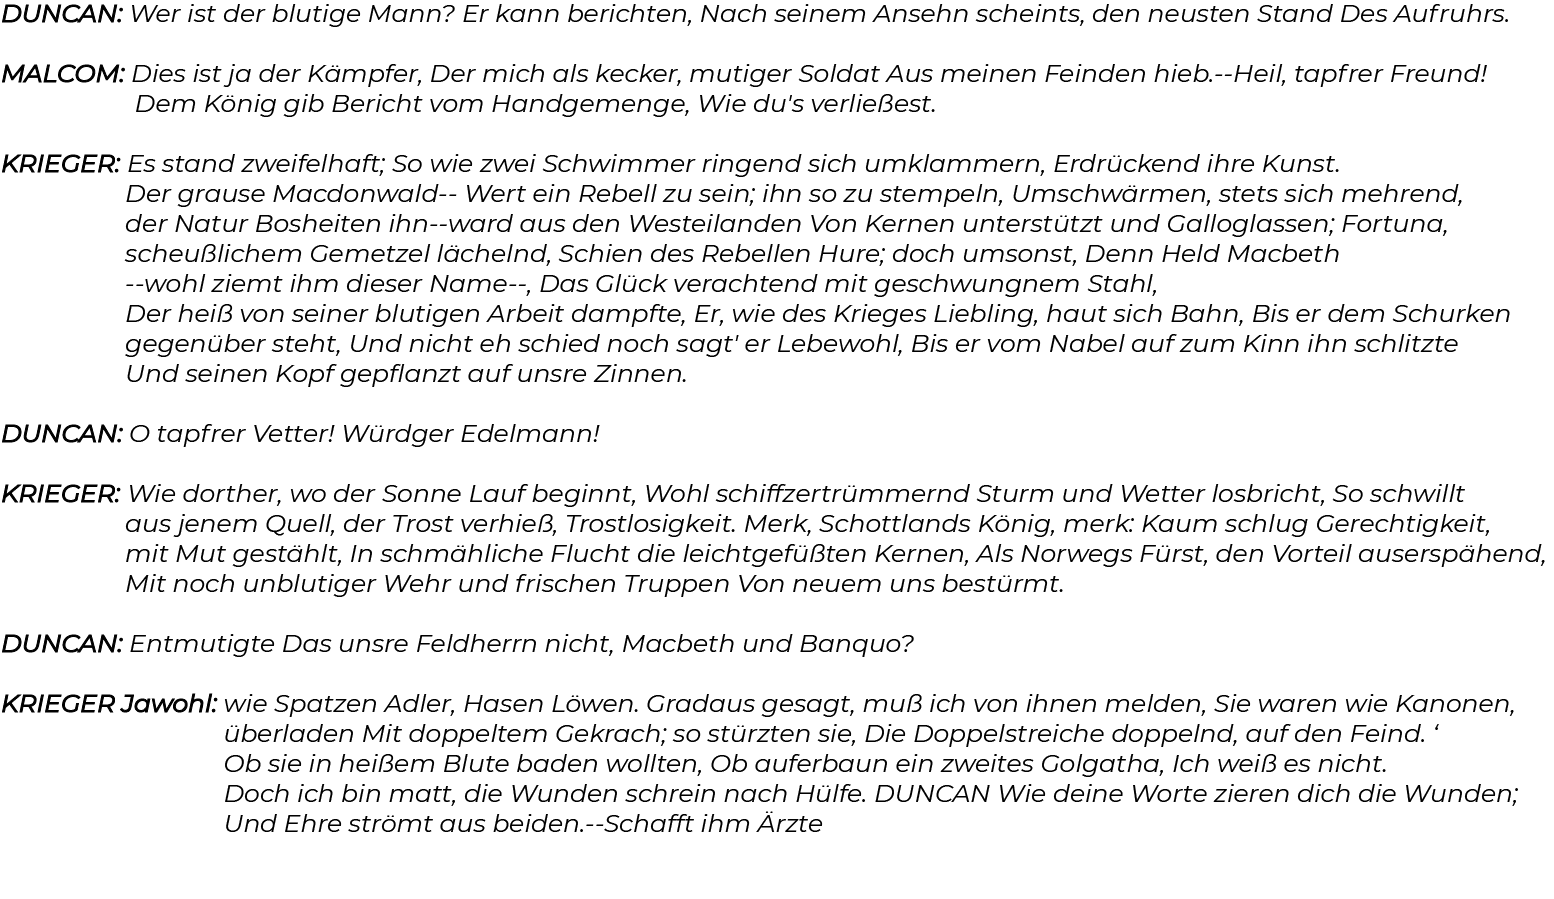 DUNCAN: Wer ist der blutige Mann? Er kann berichten, Nach seinem Ansehn scheints, den neusten Stand Des Aufruhrs.
MALCOM: Dies ist ja der Kämpfer, Der mich als kecker, mutiger Soldat Aus meinen Feinden hieb.--Heil, tapfrer Freund!
Dem König gib Bericht vom Handgemenge, Wie du's verließest.
KRIEGER: Es stand zweifelhaft; So wie zwei Schwimmer ringend sich umklammern, Erdrückend ihre Kunst.
Der grause Macdonwald-- Wert ein Rebell zu sein; ihn so zu stempeln, Umschwärmen, stets sich mehrend,
der Natur Bosheiten ihn--ward aus den Westeilanden Von Kernen unterstützt und Galloglassen; Fortuna,
scheußlichem Gemetzel lächelnd, Schien des Rebellen Hure; doch umsonst, Denn Held Macbeth
--wohl ziemt ihm dieser Name--, Das Glück verachtend mit geschwungnem Stahl,
Der heiß von seiner blutigen Arbeit dampfte, Er, wie des Krieges Liebling, haut sich Bahn, Bis er dem Schurken
gegenüber steht, Und nicht eh schied noch sagt' er Lebewohl, Bis er vom Nabel auf zum Kinn ihn schlitzte
Und seinen Kopf gepflanzt auf unsre Zinnen.
DUNCAN: O tapfrer Vetter! Würdger Edelmann!
KRIEGER: Wie dorther, wo der Sonne Lauf beginnt, Wohl schiffzertrümmernd Sturm und Wetter losbricht, So schwillt
aus jenem Quell, der Trost verhieß, Trostlosigkeit. Merk, Schottlands König, merk: Kaum schlug Gerechtigkeit,
mit Mut gestählt, In schmähliche Flucht die leichtgefüßten Kernen, Als Norwegs Fürst, den Vorteil auserspähend,
Mit noch unblutiger Wehr und frischen Truppen Von neuem uns bestürmt.
DUNCAN: Entmutigte Das unsre Feldherrn nicht, Macbeth und Banquo?
KRIEGER Jawohl: wie Spatzen Adler, Hasen Löwen. Gradaus gesagt, muß ich von ihnen melden, Sie waren wie Kanonen,
überladen Mit doppeltem Gekrach; so stürzten sie, Die Doppelstreiche doppelnd, auf den Feind. ‘
Ob sie in heißem Blute baden wollten, Ob auferbaun ein zweites Golgatha, Ich weiß es nicht.
Doch ich bin matt, die Wunden schrein nach Hülfe. DUNCAN Wie deine Worte zieren dich die Wunden;
Und Ehre strömt aus beiden.--Schafft ihm Ärzte